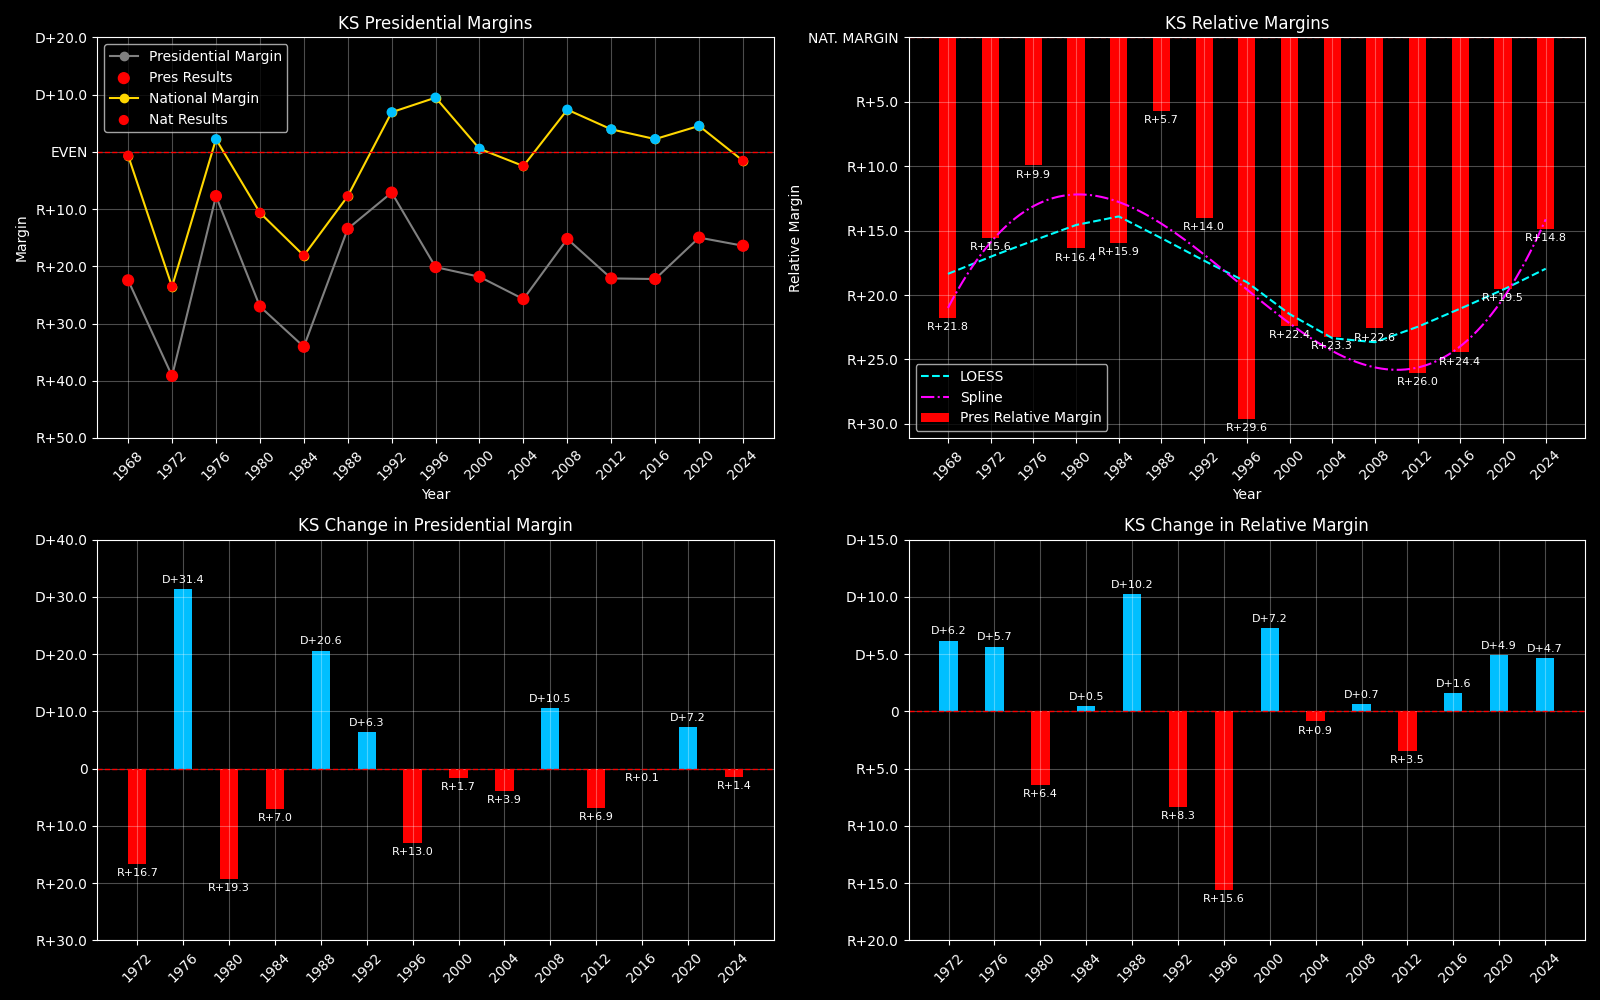 KS Presidential Margins
D+20.0
D+10.0
EVEN
R+10.0
R+20.0
R+30.0
R+40.0
R+50.0
Margin
Presidential Margin
Pres Results
National Margin
Nat Results
1968 1972 1976 1980 1984 1988 1992 1996 2000 2004 2008 2012 2016 2020 2024
Year
KS Relative Margins
NAT. MARGIN
R+5.0
R+10.0
R+15.0
R+20.0
R+25.0
R+30.0
Relative Margin
R+21.8
R+15.6
R+9.9
R+16.4
R+15.9
R+5.7
R+14.0
R+29.6
R+22.4
R+23.3
R+22.6
R+26.0
R+24.4
R+19.5
R+14.8
LOESS
Spline
Pres Relative Margin
1968 1972 1976 1980 1984 1988 1992 1996 2000 2004 2008 2012 2016 2020 2024
Year
KS Change in Presidential Margin
D+40.0
D+30.0
D+20.0
D+10.0
0
R+10.0
R+20.0
R+30.0
R+16.7
D+31.4
R+19.3
R+7.0
D+20.6
D+6.3
R+13.0
R+1.7
R+3.9
D+10.5
R+6.9
R+0.1
D+7.2
R+1.4
1972 1976 1980 1984 1988 1992 1996 2000 2004 2008 2012 2016 2020 2024
KS Change in Relative Margin
D+15.0
D+10.0
D+5.0
0
R+5.0
R+10.0
R+15.0
R+20.0
D+6.2
D+5.7
R+6.4
D+0.5
D+10.2
R+8.3
R+15.6
D+7.2
R+0.9
D+0.7
R+3.5
D+1.6
D+4.9
D+4.7
1972 1976 1980 1984 1988 1992 1996 2000 2004 2008 2012 2016 2020 2024